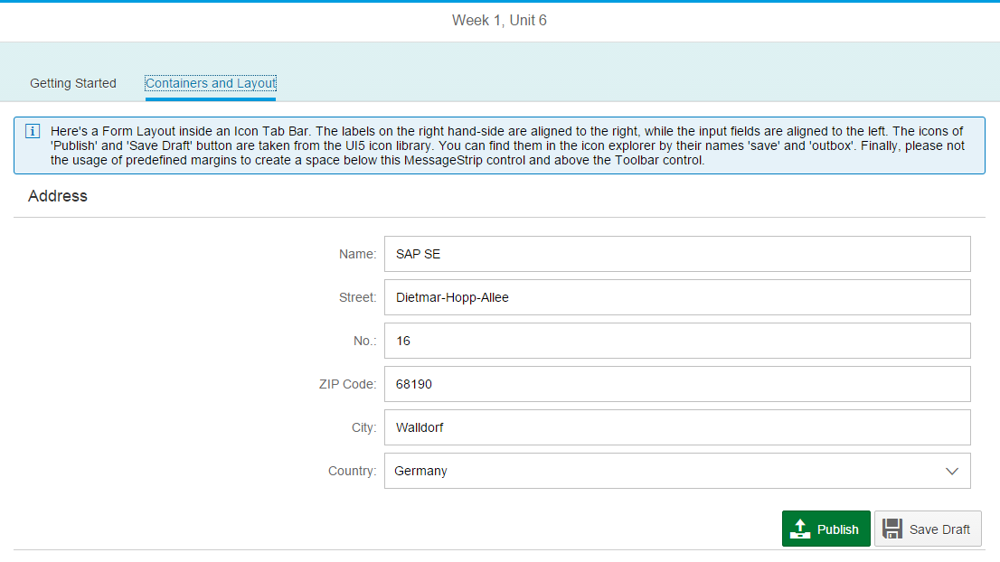 Week 1, Unit 6
Getting Started Containers and Layout
Here's a Form Layout inside an Icon Tab Bar. The labels on the right hand-side are aligned to the right, while the input fields are aligned to the left. The icons of
'Publish' and 'Save Draft' button are taken from the UI5 icon library. You can find them in the icon explorer by their names 'save' and 'outbox'. Finally, please not
the usage of predefined margins to create a space below this MessageStrip control and above the Toolbar control.
Address
Name: SAP SE
Street: Dietmar-Hopp-Allee
No.: 16
ZIP Code: 68190
City: Walldorf
Country: Germany
Publish Save Draft